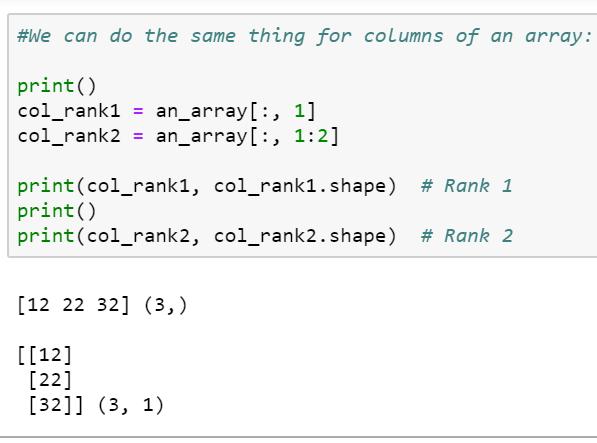 #We can do the same thing for columns of an array:
print()
col_rank1 = an_array[:, 1]
col_rank2 = an_array[:, 1:2]
print(col_rank1, col_rank1.shape)  # Rank 1
print()
print(col_rank2, col_rank2.shape)  # Rank 2
[12 22 32] (3,)
[[12]
 [22]
 [32]] (3, 1)